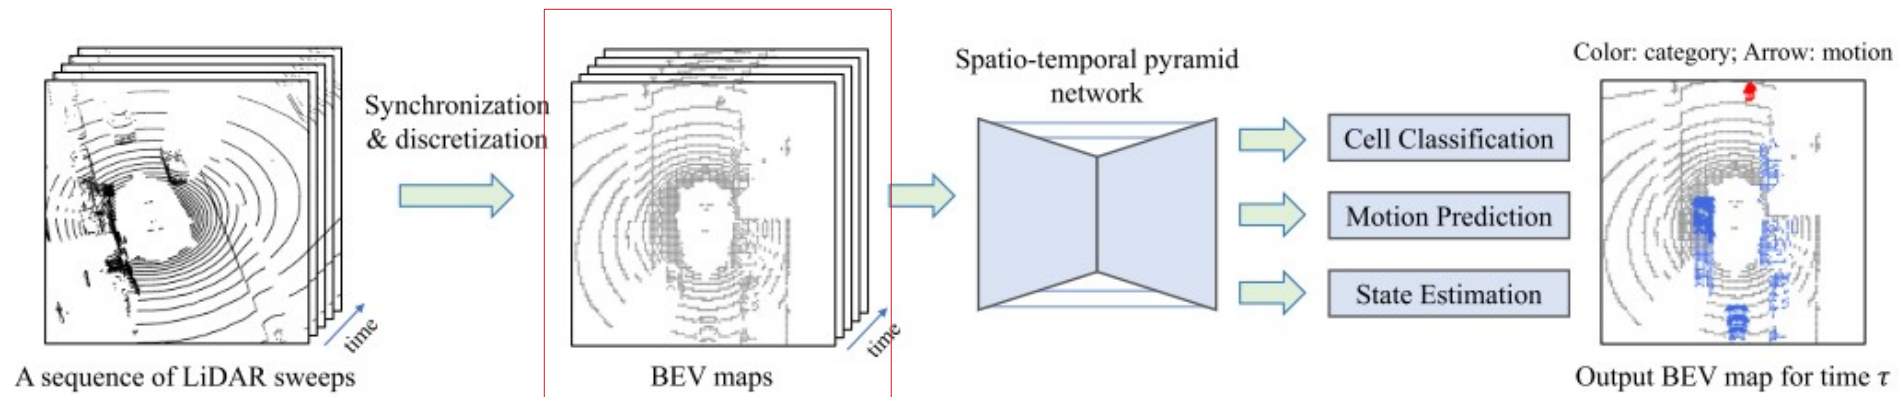 A sequence of LiDAR sweeps
time
Synchronization
& discretization
BEV maps
time
Spatio-temporal pyramid
network
Cell Classification
Motion Prediction
State Estimation
Color: category; Arrow: motion
Output BEV map for time τ